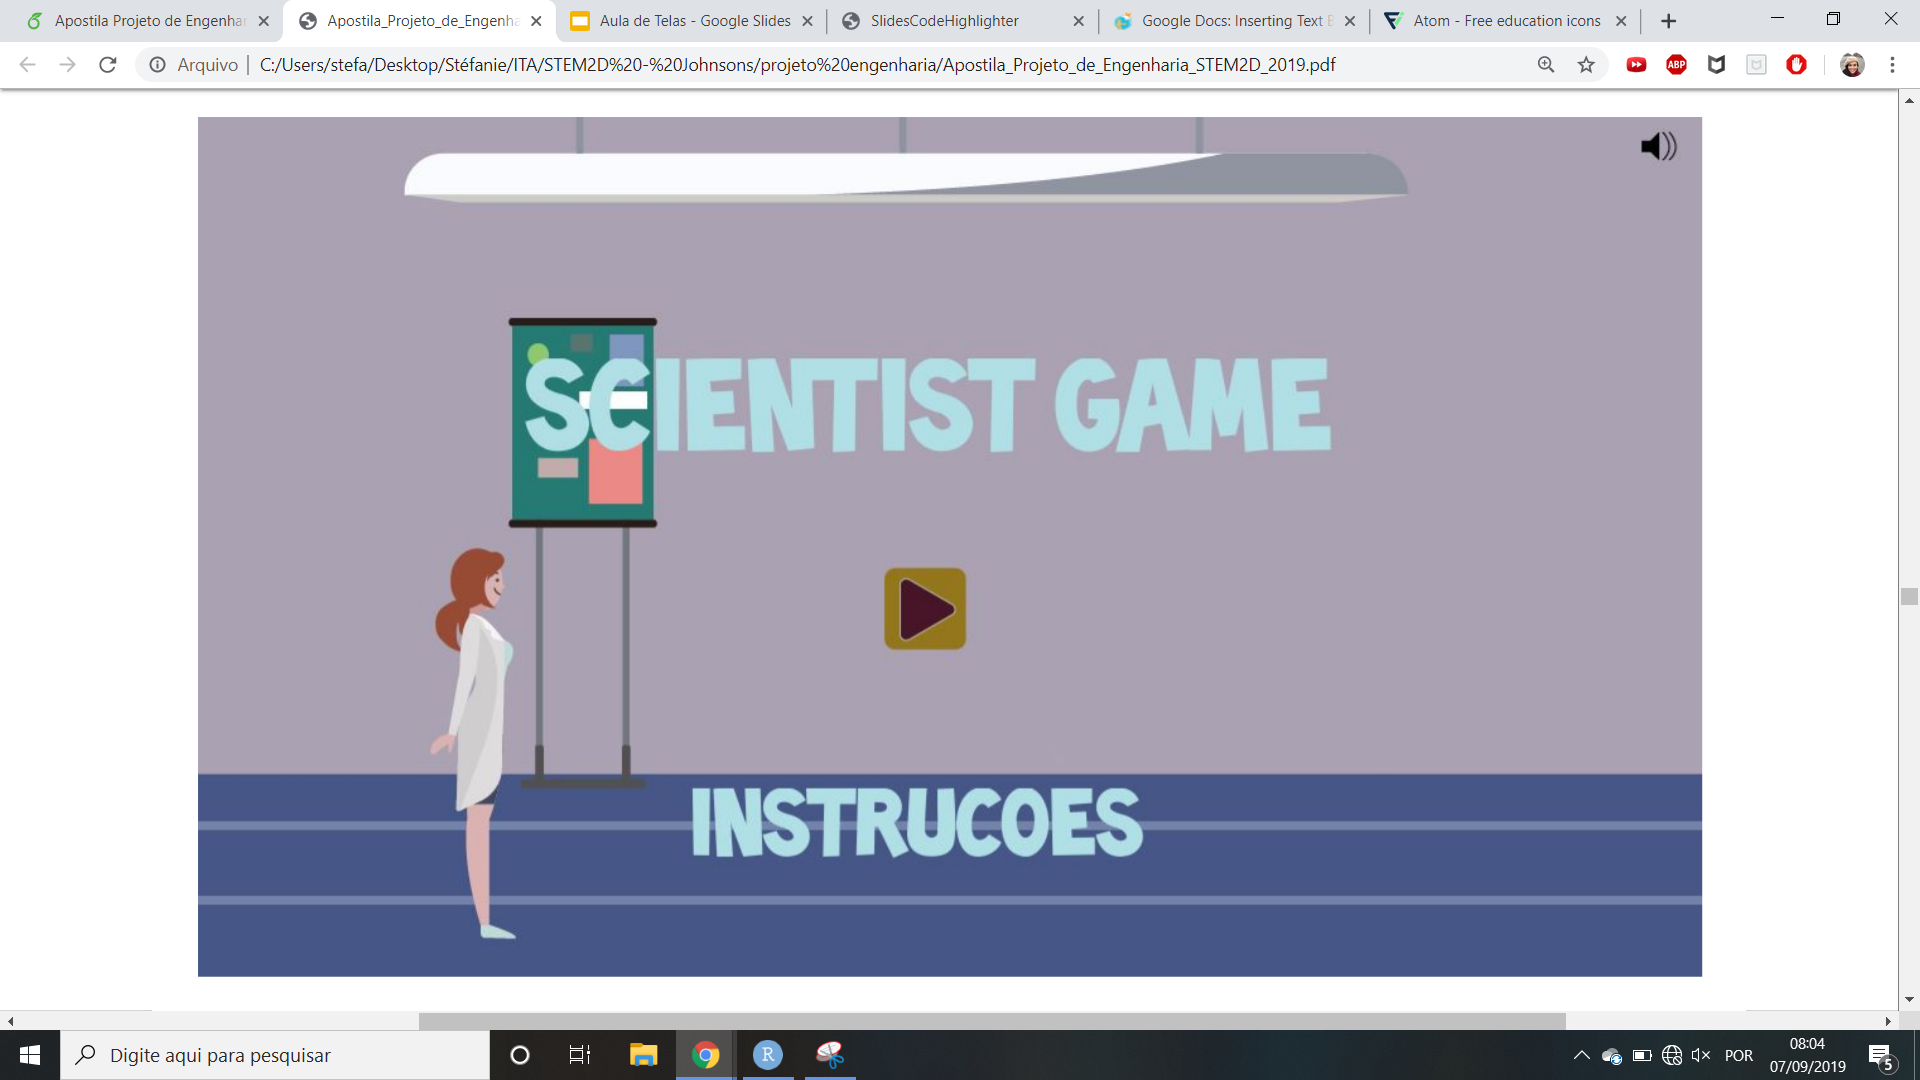 Apostila Projeto de Engenhar
Apostila_Projeto_de_Engenha
Aula de Telas - Google Slides
SlidesCodeHighlighter
Google Docs: Inserting Text B
Atom - Free education icons
Arquivo | C:/Users/stefa/Desktop/Stéfanie/ITA/STEM2D%20-%20Johnsons/projeto%20engenharia/Apostila_Projeto_de_Engenharia_STEM2D_2019.pdf
ABP
SCIENTIST GAME
INSTRUCOES
Digite aqui para pesquisar
R
POR
08:04
07/09/2019
5